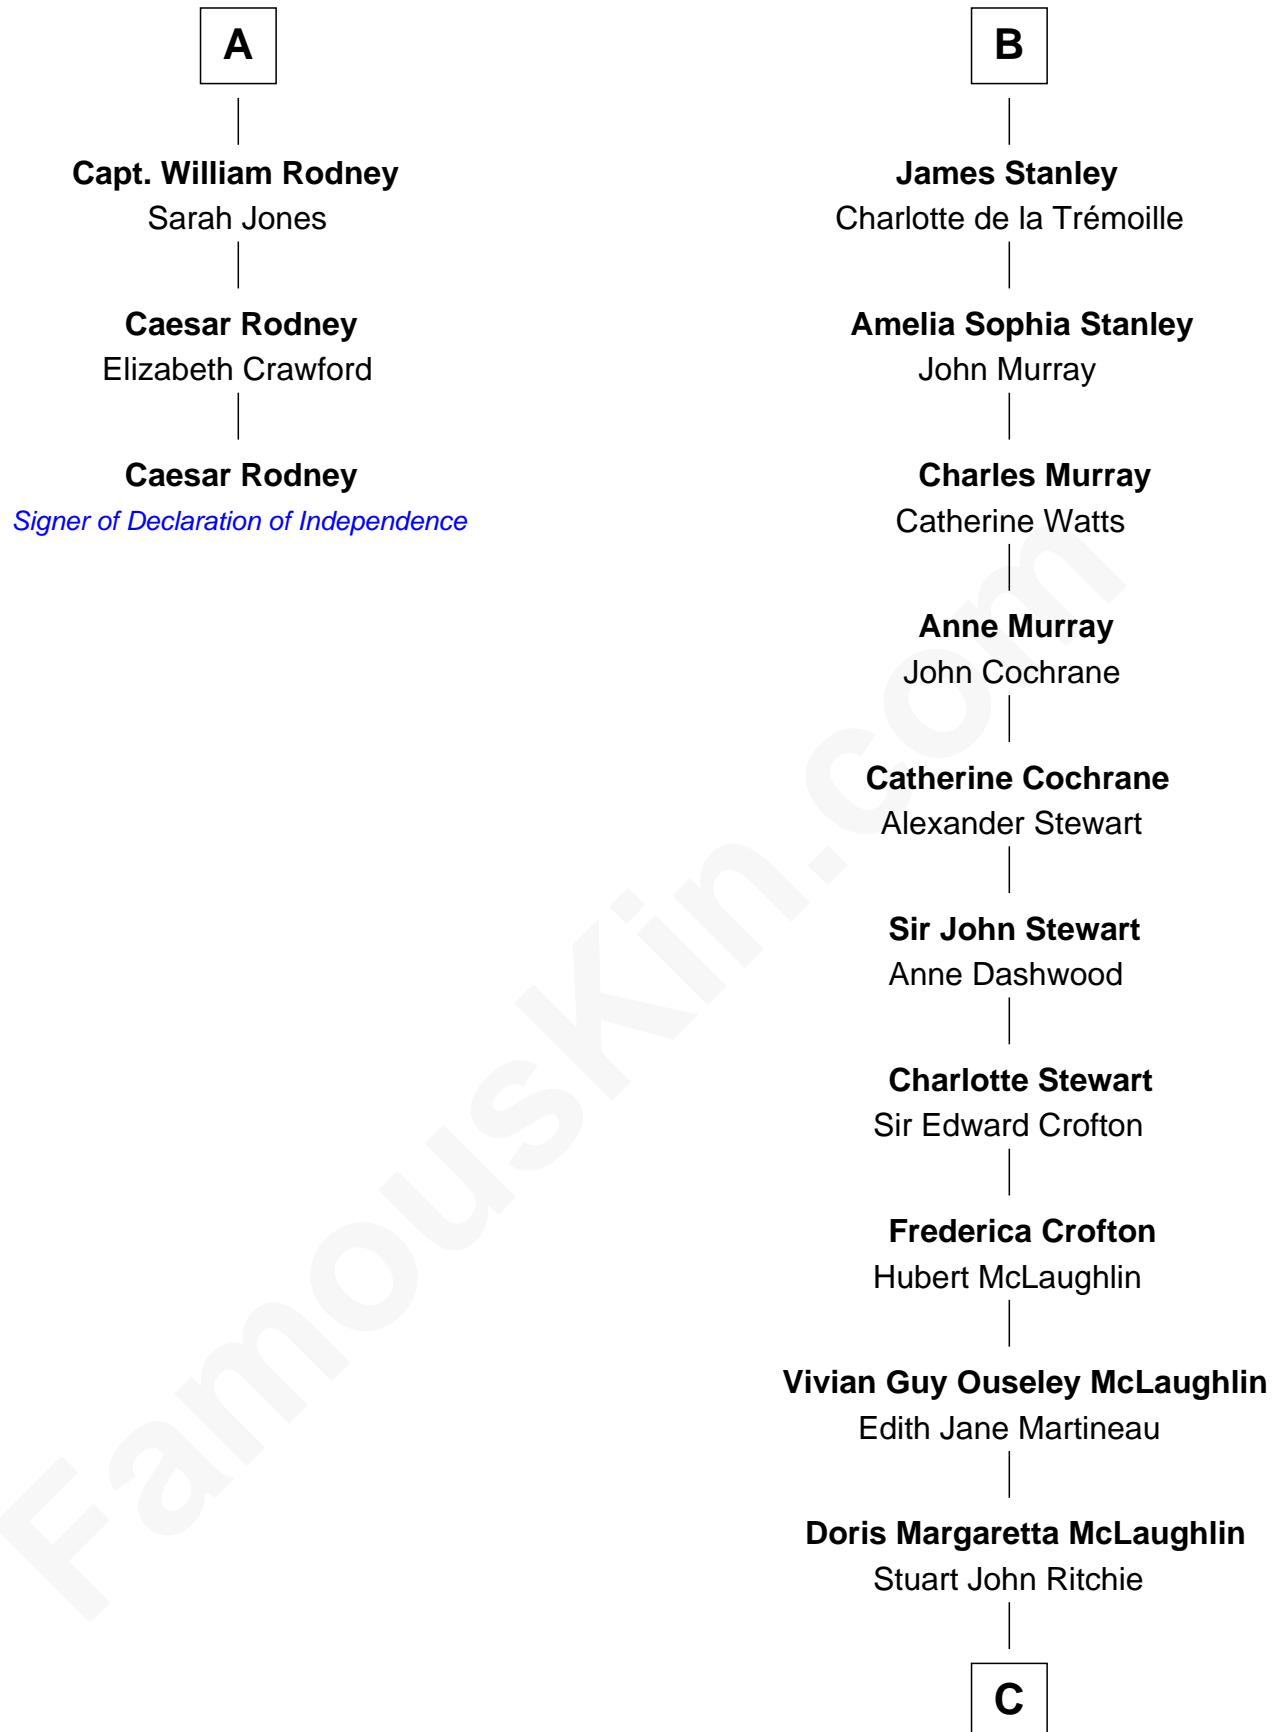 A
Capt. William Rodney
Sarah Jones
Caesar Rodney
Elizabeth Crawford
Caesar Rodney
Signer of Declaration of Independence
B
James Stanley
Charlotte de la Trémoille
Amelia Sophia Stanley
John Murray
Charles Murray
Catherine Watts
Anne Murray
John Cochrane
Catherine Cochrane
Alexander Stewart
Sir John Stewart
Anne Dashwood
Charlotte Stewart
Sir Edward Crofton
Frederica Crofton
Hubert McLaughlin
Vivian Guy Ouseley McLaughlin
Edith Jane Martineau
Doris Margaretta McLaughlin
Stuart John Ritchie
C
FamousKin.com